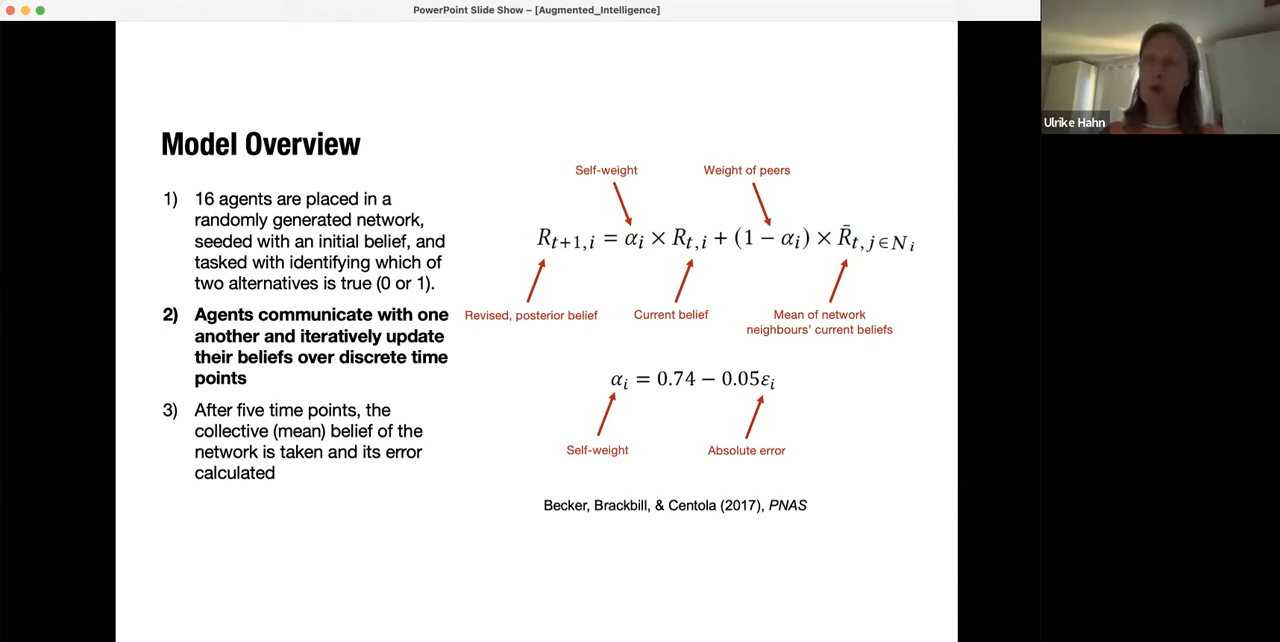 PowerPoint Slide Show – [Augmented_Intelligence]
Ulrike Hahn
Model Overview
1) 16 agents are placed in a
randomly generated network,
seeded with an initial belief, and
tasked with identifying which of
two alternatives is true (0 or 1).
2) Agents communicate with one
another and iteratively update
their beliefs over discrete time
points
3) After five time points, the
collective (mean) belief of the
network is taken and its error
calculated
Self-weight
Weight of peers
R_{t+1,i} = α_i × R_{t,i} + (1 − α_i) × R̄_{t,j∈N_i}
Revised, posterior belief
Current belief
Mean of network
neighbours' current beliefs
α_i = 0.74 − 0.05ε_i
Self-weight
Absolute error
Becker, Brackbill, & Centola (2017), PNAS